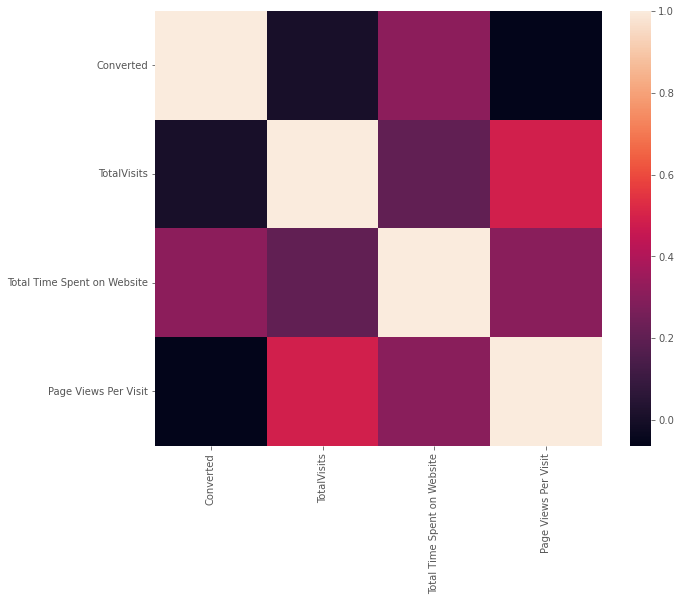 Converted
TotalVisits
Total Time Spent on Website
Page Views Per Visit
Converted
TotalVisits
Total Time Spent on Website
Page Views Per Visit
1.0
0.8
0.6
0.4
0.2
0.0